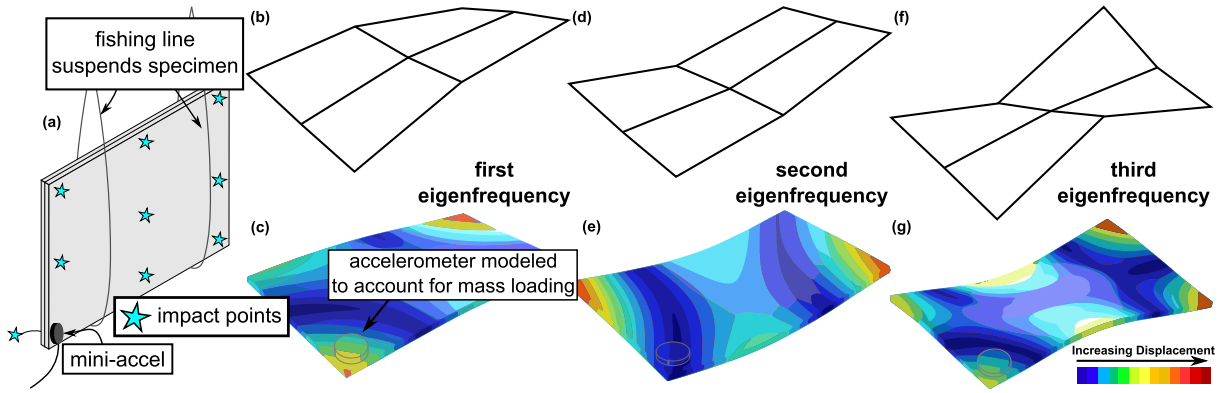 (a)
fishing line
suspends specimen
impact points
mini-accel
(b)
first
eigenfrequency
(c)
accelerometer modeled
to account for mass loading
(d)
second
eigenfrequency
(e)
(f)
third
eigenfrequency
(g)
Increasing Displacement